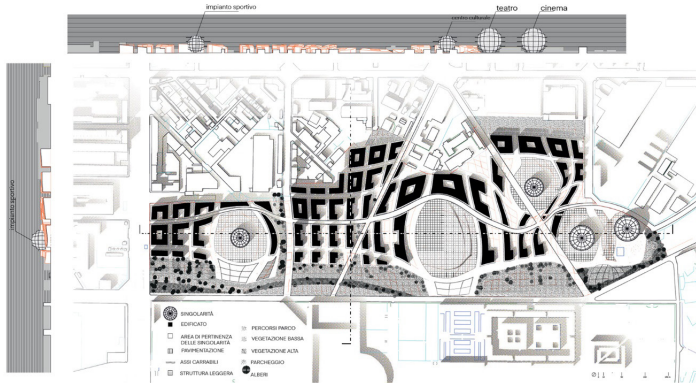 impianto sportivo
centro culturale
teatro
cinema
impianto sportivo
SINGOLARITÀ
EDIFICATO
AREA DI PERTINENZA
DELLE SINGOLARITÀ
PAVIMENTAZIONE
ASSI CARRABILI
STRUTTURA LEGGERA
PERCORSI PARCO
VEGETAZIONE BASSA
VEGETAZIONE ALTA
PARCHEGGIO
ALBERI